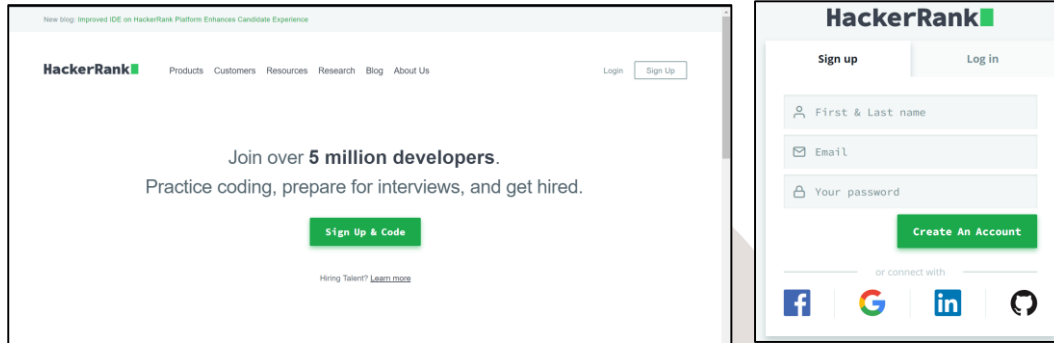 New blog: Improved IDE on HackerRank Platform Enhances Candidate Experience
HackerRank Products Customers Resources Research Blog About Us Login Sign Up
Join over 5 million developers.
Practice coding, prepare for interviews, and get hired.
Sign Up & Code
Hiring Talent? Learn more
HackerRank
Sign up Log in
First & Last name
Email
Your password
Create An Account
or connect with